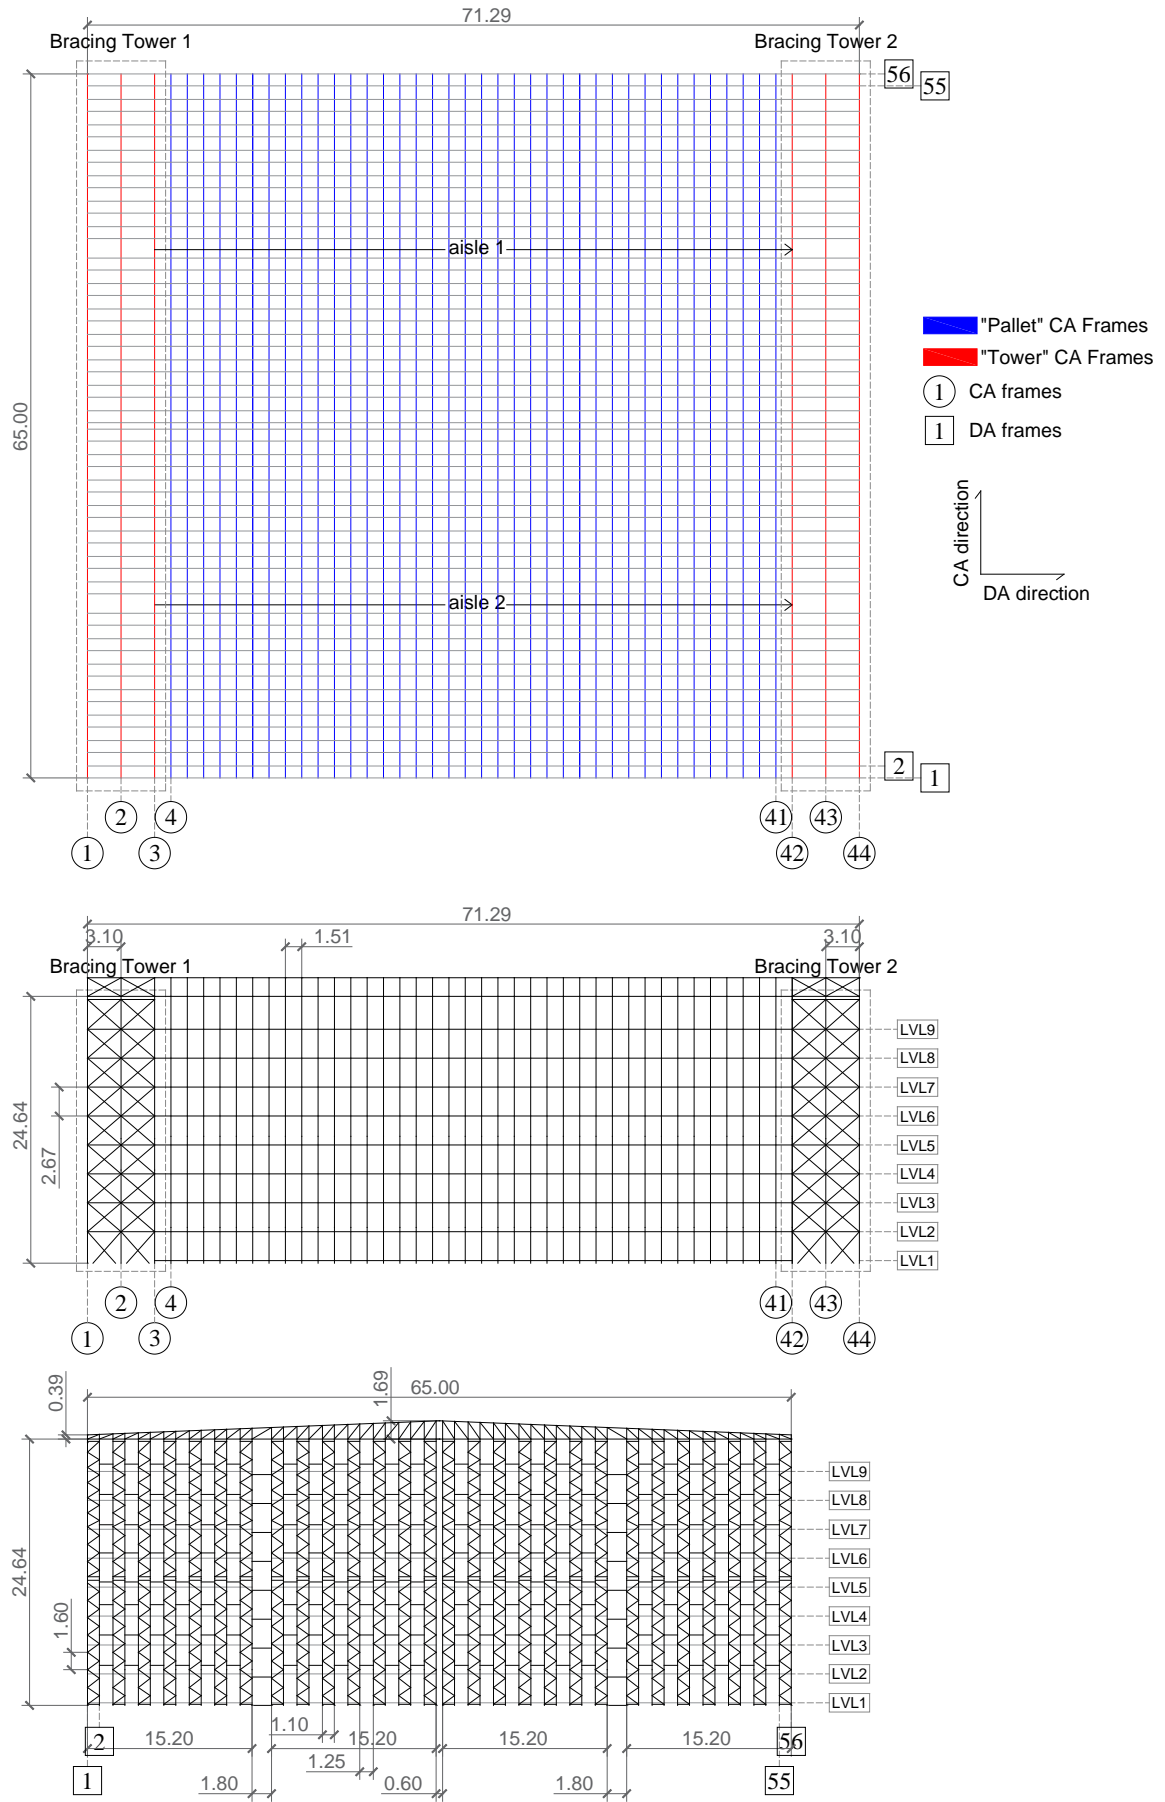 71.29
Bracing Tower 1
Bracing Tower 2
56
55
aisle 1
"Pallet" CA Frames
"Tower" CA Frames
1 CA frames
1 DA frames
65.00
CA direction
DA direction
aisle 2
2
1
2
4
41
43
1
3
42
44
71.29
3.10
1.51
3.10
Bracing Tower 1
Bracing Tower 2
LVL9
LVL8
LVL7
LVL6
LVL5
LVL4
LVL3
LVL2
LVL1
24.64
2.67
2
4
41
43
1
3
42
44
0.39
1.69
65.00
LVL9
LVL8
LVL7
LVL6
LVL5
LVL4
LVL3
LVL2
LVL1
24.64
1.60
2
15.20
1.10
15.20
15.20
15.20
56
1
1.80
1.25
0.60
1.80
55